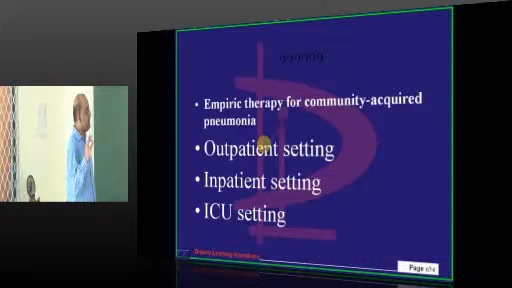 • Empiric therapy for community-acquired
pneumonia
• Outpatient setting
• Inpatient setting
• ICU setting
Page